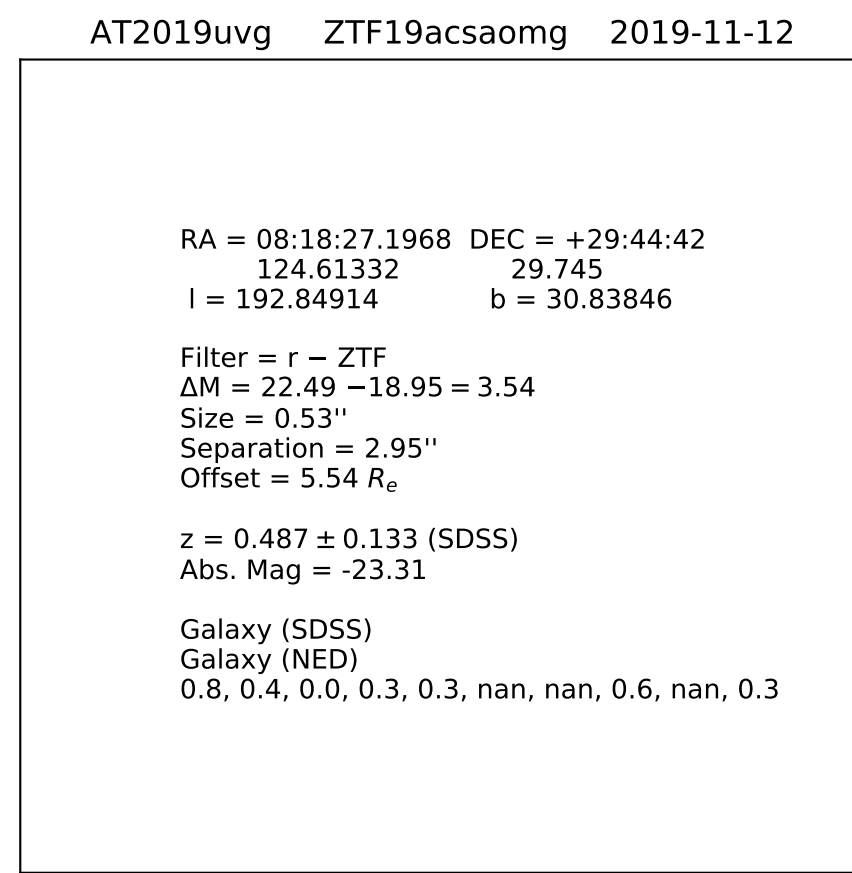 AT2019uvg ZTF19acsaomg 2019-11-12
RA = 08:18:27.1968 DEC = +29:44:42
124.61332 29.745
l = 192.84914 b = 30.83846
Filter = r − ZTF
ΔM = 22.49 −18.95 = 3.54
Size = 0.53''
Separation = 2.95''
Offset = 5.54 Re
z = 0.487 ± 0.133 (SDSS)
Abs. Mag = -23.31
Galaxy (SDSS)
Galaxy (NED)
0.8, 0.4, 0.0, 0.3, 0.3, nan, nan, 0.6, nan, 0.3